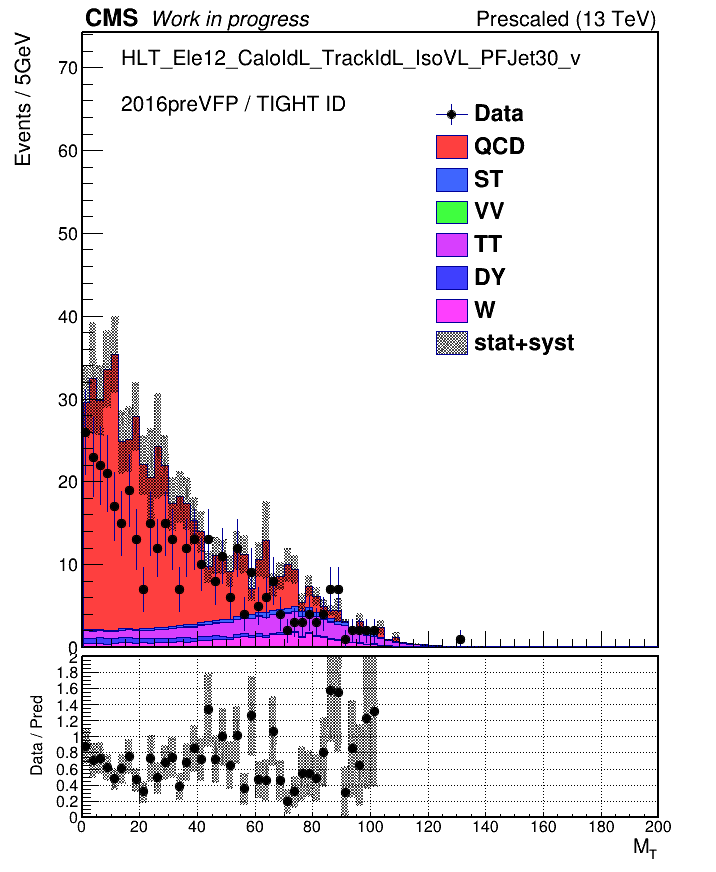 CMS Work in progress Prescaled (13 TeV)
Events / 5GeV
HLT_Ele12_CaloIdL_TrackIdL_IsoVL_PFJet30_v
2016preVFP / TIGHT ID
Data
QCD
ST
VV
TT
DY
W
stat+syst
70
60
50
40
30
20
10
0
Data / Pred
2
1.8
1.6
1.4
1.2
1
0.8
0.6
0.4
0.2
0
0 20 40 60 80 100 120 140 160 180 200
M_T